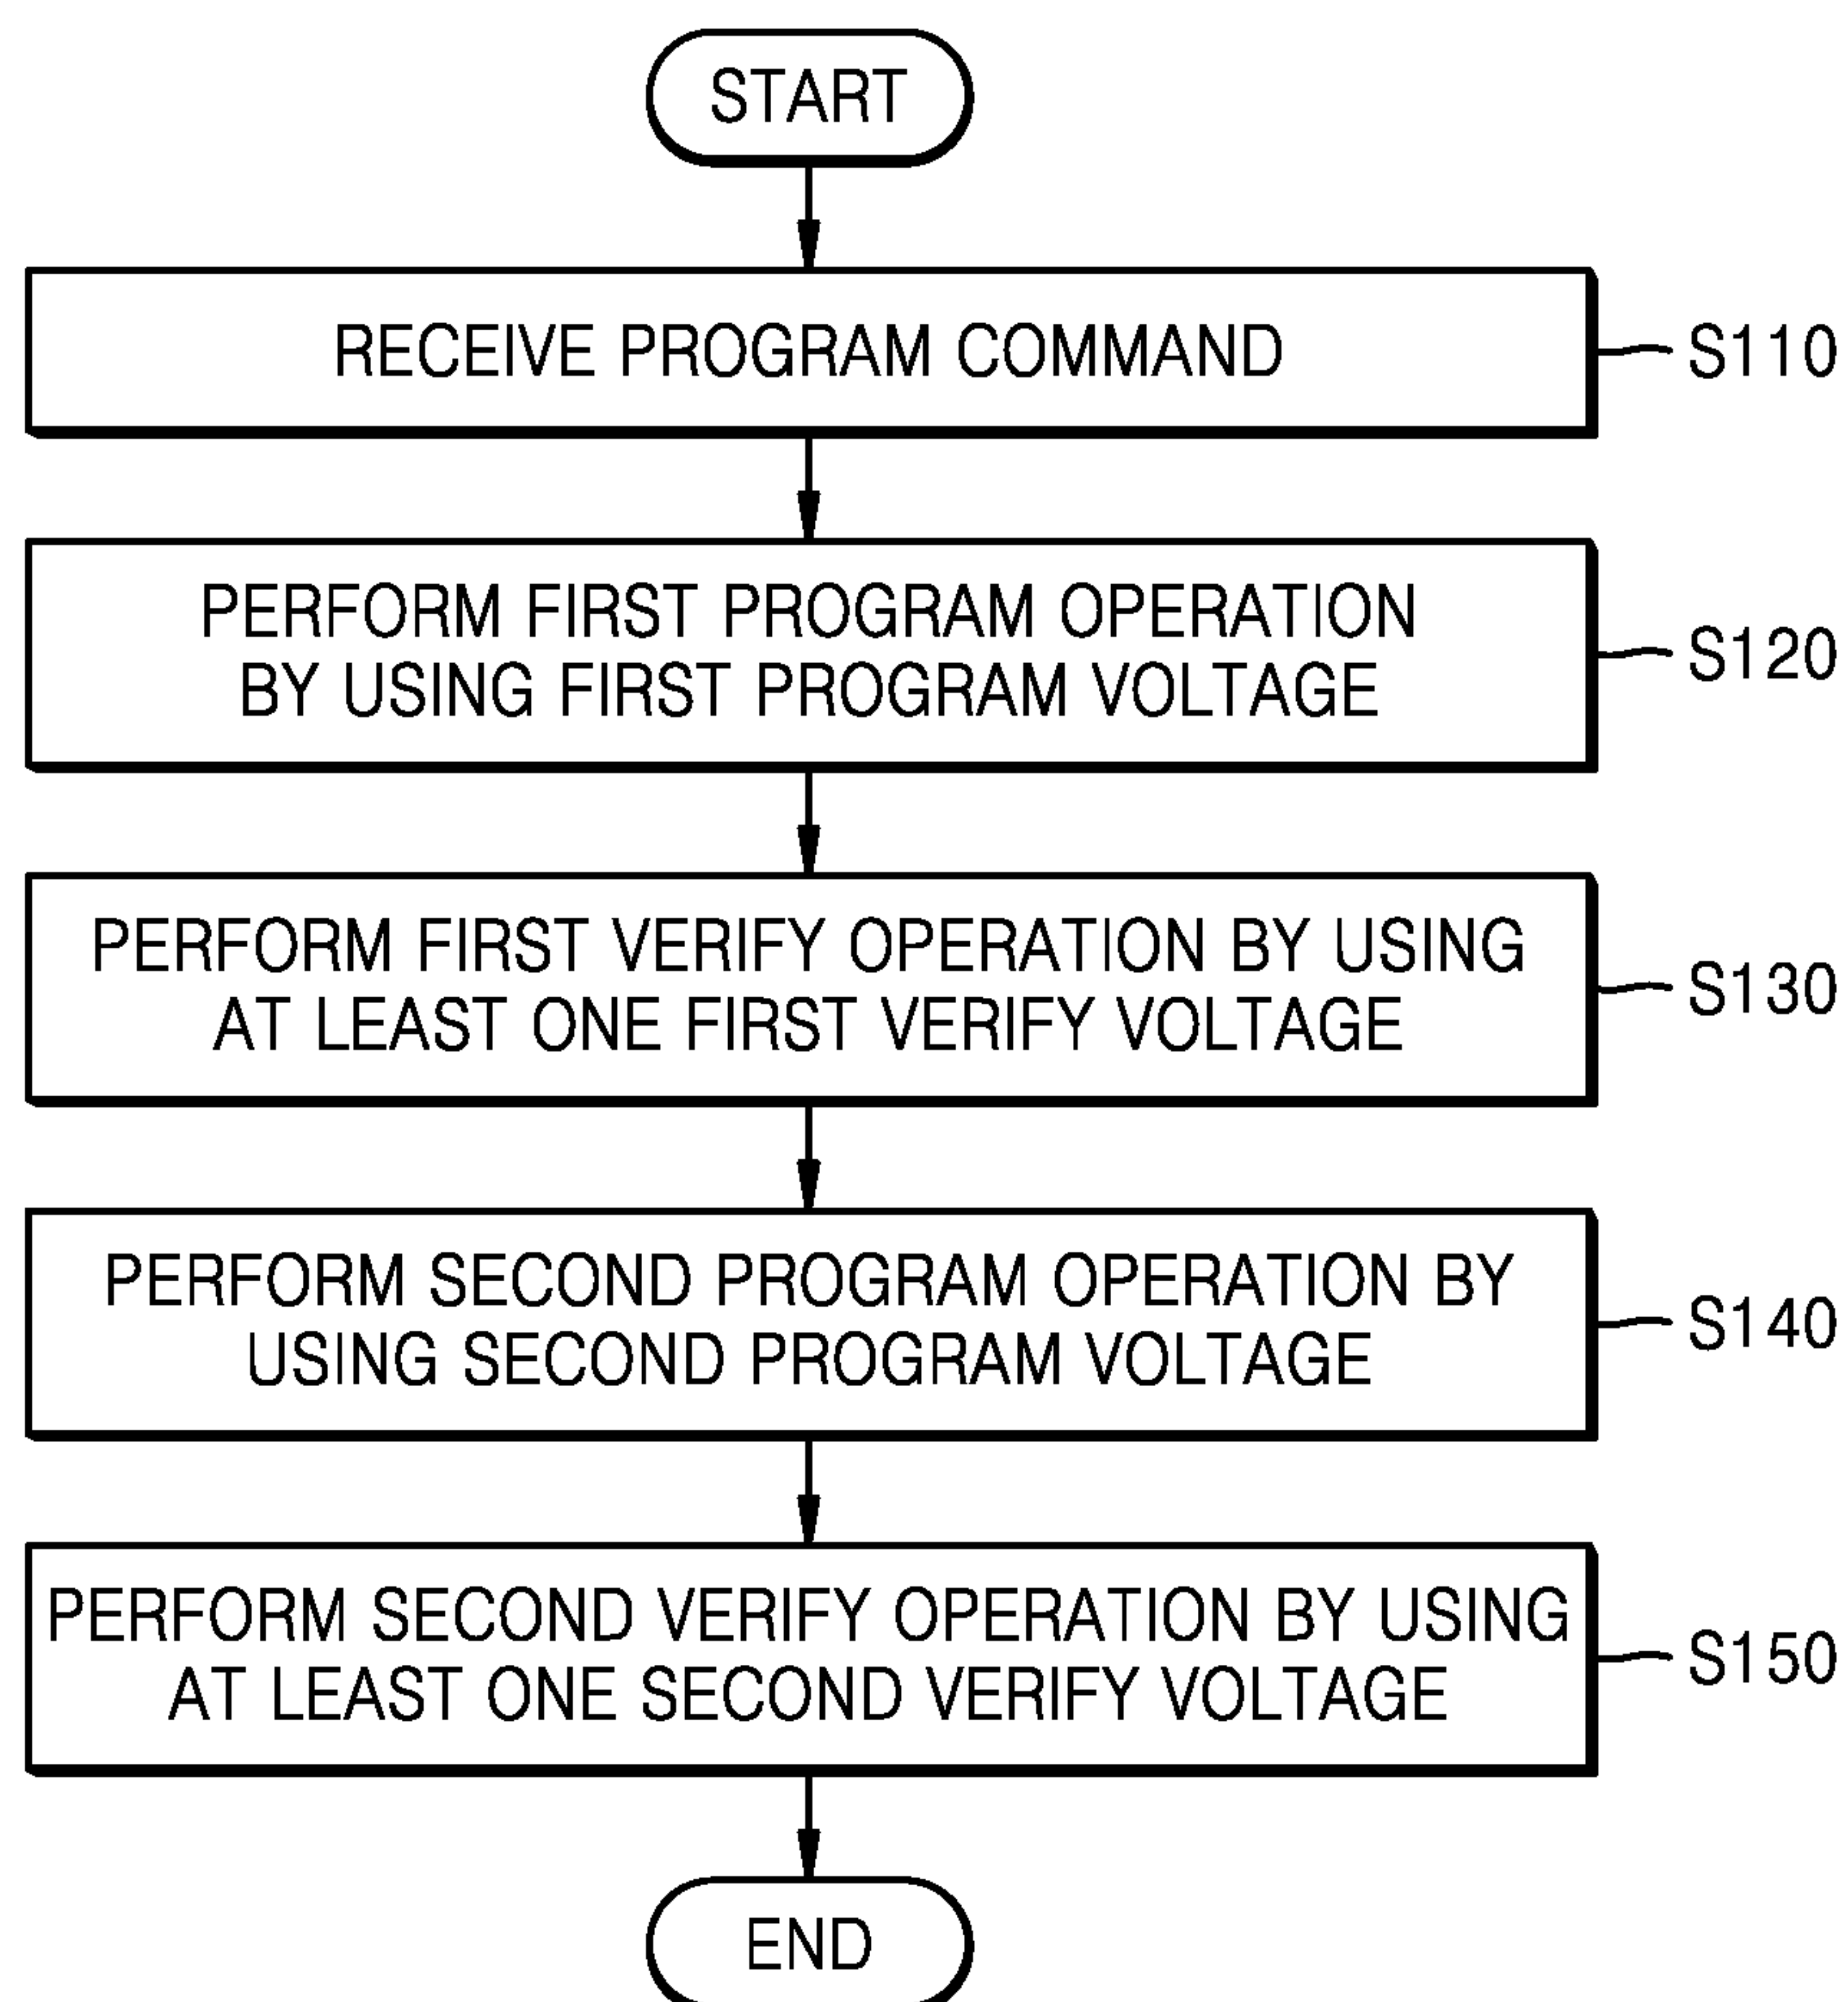 START
RECEIVE PROGRAM COMMAND
S110
PERFORM FIRST PROGRAM OPERATION
BY USING FIRST PROGRAM VOLTAGE
S120
PERFORM FIRST VERIFY OPERATION BY USING
AT LEAST ONE FIRST VERIFY VOLTAGE
S130
PERFORM SECOND PROGRAM OPERATION BY
USING SECOND PROGRAM VOLTAGE
S140
PERFORM SECOND VERIFY OPERATION BY USING
AT LEAST ONE SECOND VERIFY VOLTAGE
S150
END